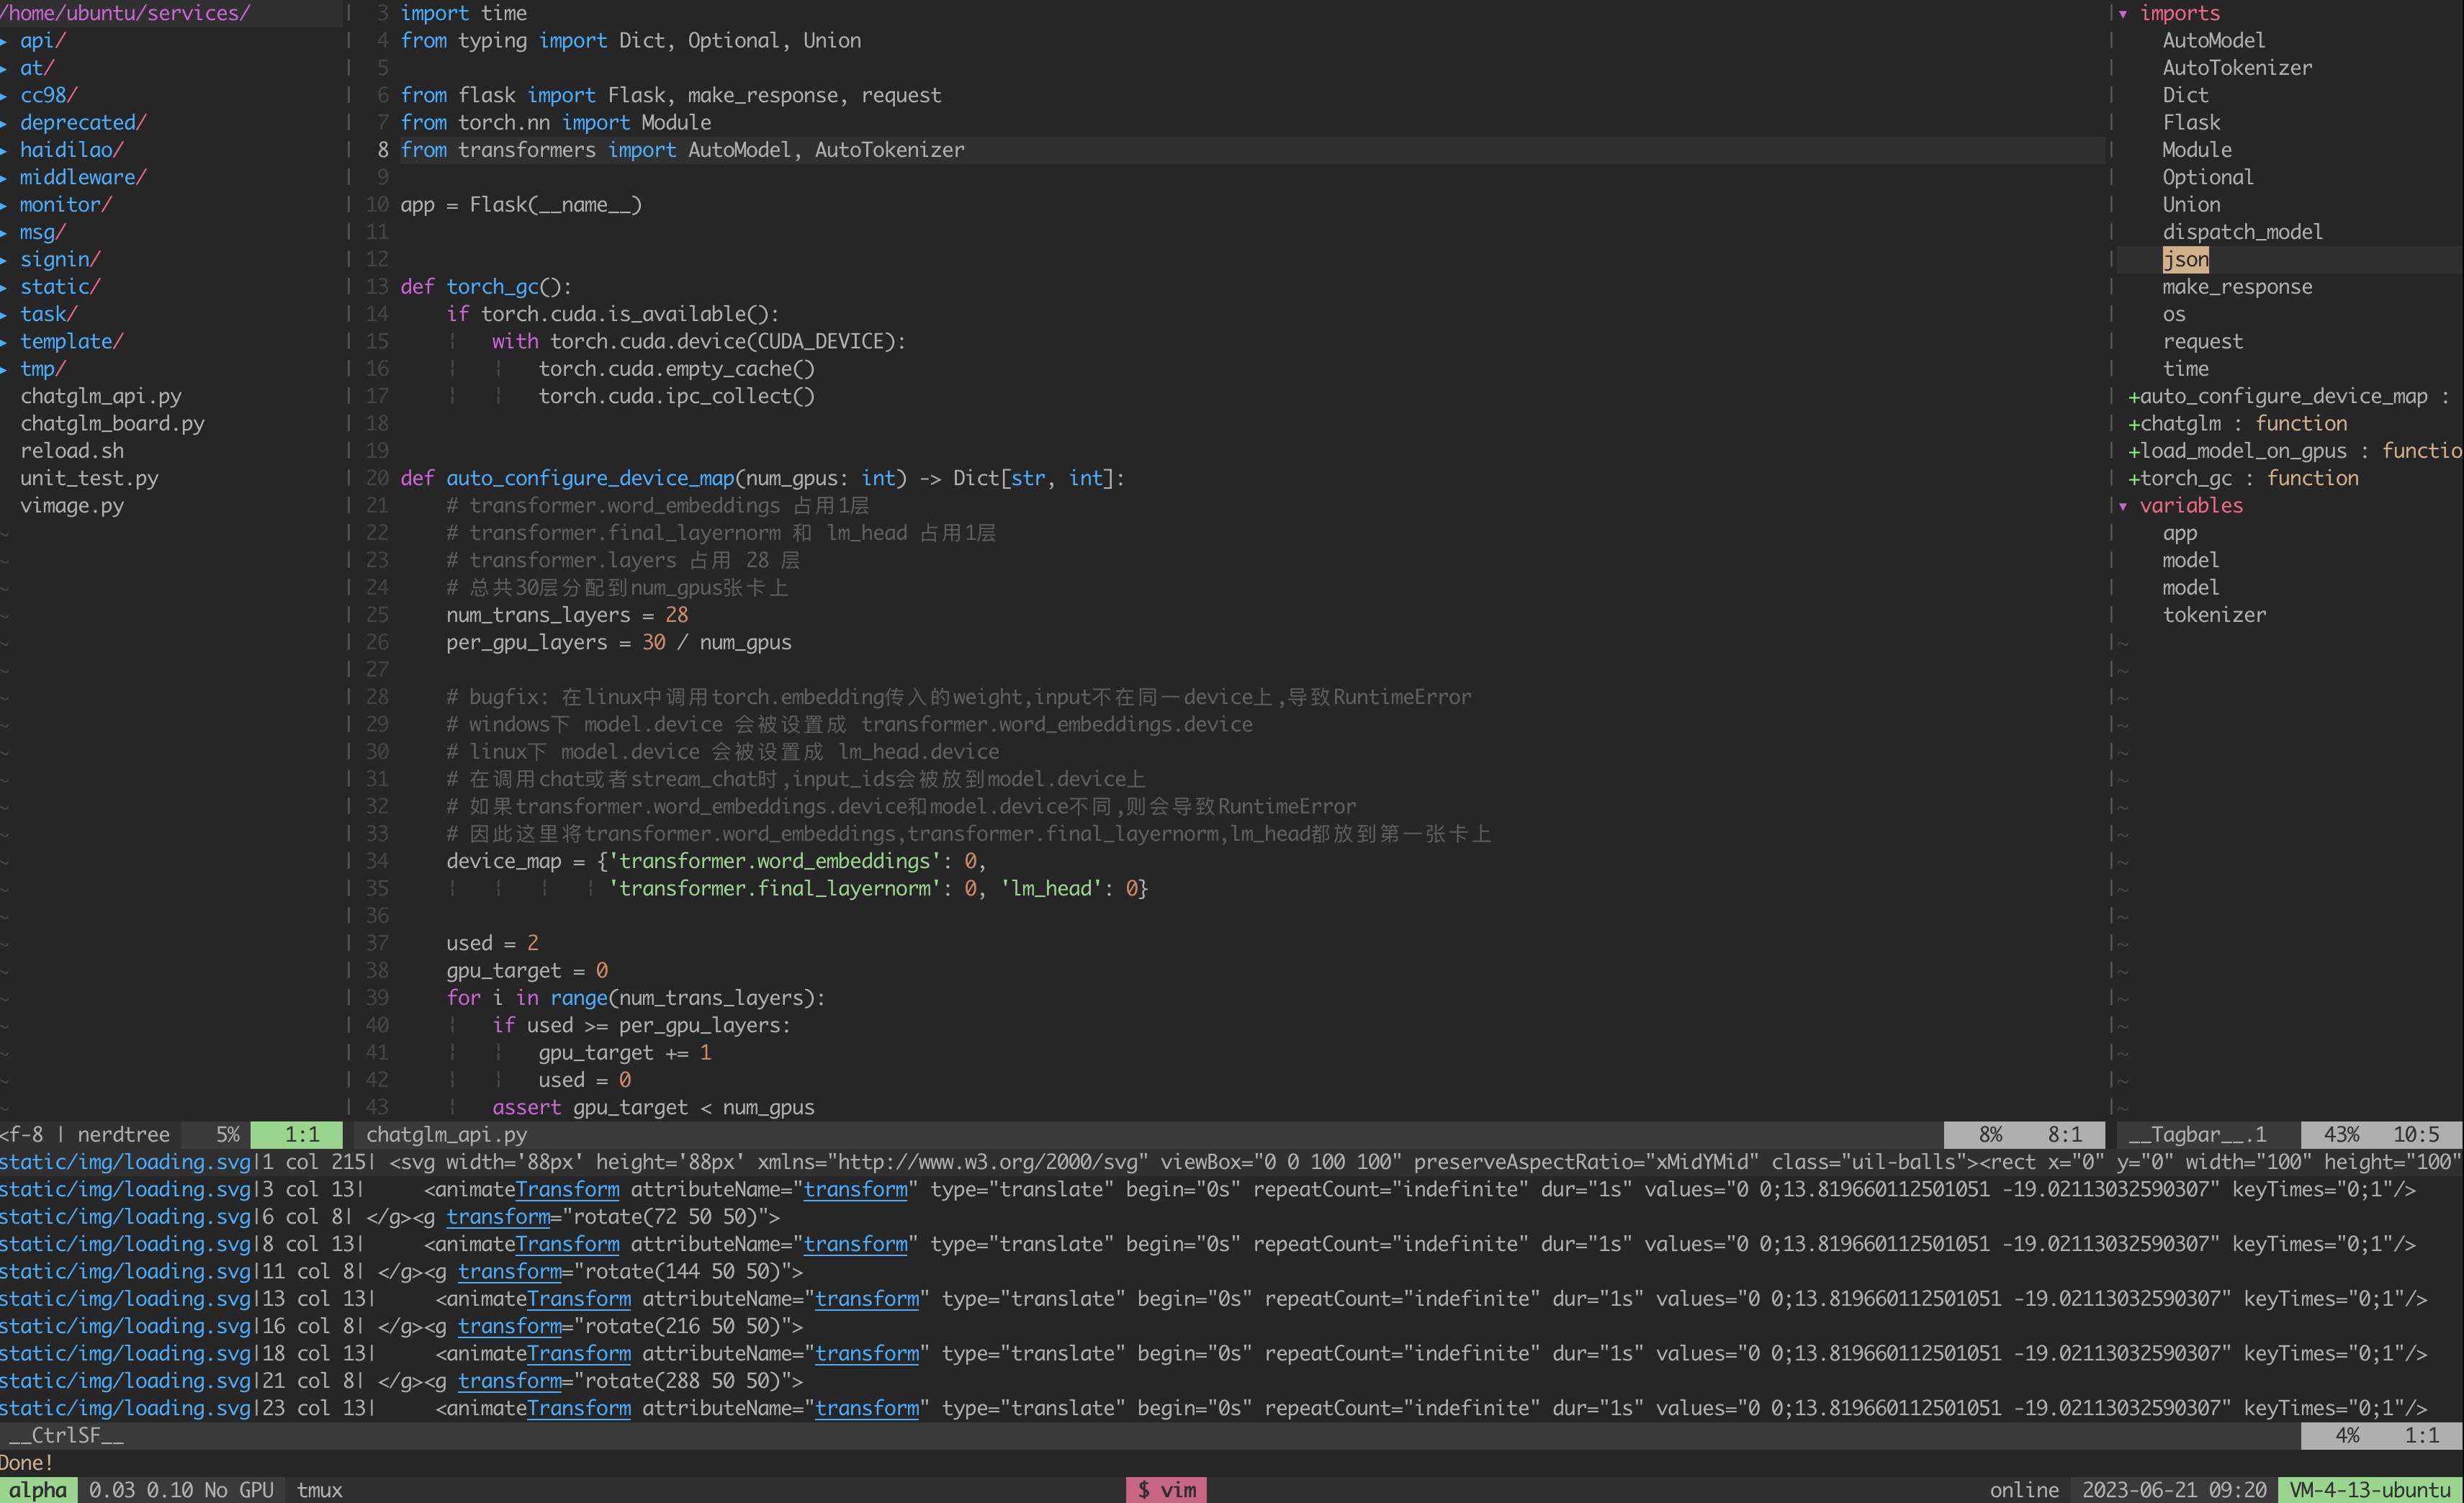 /home/ubuntu/services/
▸ api/
▸ at/
▸ cc98/
▸ deprecated/
▸ haidilao/
▸ middleware/
▸ monitor/
▸ msg/
▸ signin/
▸ static/
▸ task/
▸ template/
▸ tmp/
chatglm_api.py
chatglm_board.py
reload.sh
unit_test.py
vimage.py
<f-8 | nerdtree 5% 1:1
3 import time
4 from typing import Dict, Optional, Union
5
6 from flask import Flask, make_response, request
7 from torch.nn import Module
8 from transformers import AutoModel, AutoTokenizer
9
10 app = Flask(__name__)
11
12
13 def torch_gc():
14     if torch.cuda.is_available():
15         with torch.cuda.device(CUDA_DEVICE):
16             torch.cuda.empty_cache()
17             torch.cuda.ipc_collect()
18
19
20 def auto_configure_device_map(num_gpus: int) -> Dict[str, int]:
21     # transformer.word_embeddings 占用1层
22     # transformer.final_layernorm 和 lm_head 占用1层
23     # transformer.layers 占用 28 层
24     # 总共30层分配到num_gpus张卡上
25     num_trans_layers = 28
26     per_gpu_layers = 30 / num_gpus
27
28     # bugfix: 在linux中调用torch.embedding传入的weight,input不在同一device上,导致RuntimeError
29     # windows下 model.device 会被设置成 transformer.word_embeddings.device
30     # linux下 model.device 会被设置成 lm_head.device
31     # 在调用chat或者stream_chat时,input_ids会被放到model.device上
32     # 如果transformer.word_embeddings.device和model.device不同,则会导致RuntimeError
33     # 因此这里将transformer.word_embeddings,transformer.final_layernorm,lm_head都放到第一张卡上
34     device_map = {'transformer.word_embeddings': 0,
35                   'transformer.final_layernorm': 0, 'lm_head': 0}
36
37     used = 2
38     gpu_target = 0
39     for i in range(num_trans_layers):
40         if used >= per_gpu_layers:
41             gpu_target += 1
42             used = 0
43         assert gpu_target < num_gpus
chatglm_api.py 8% 8:1
▾ imports
AutoModel
AutoTokenizer
Dict
Flask
Module
Optional
Union
dispatch_model
json
make_response
os
request
time
+auto_configure_device_map :
+chatglm : function
+load_model_on_gpus : functio
+torch_gc : function
▾ variables
app
model
model
tokenizer
__Tagbar__.1 43% 10:5
static/img/loading.svg|1 col 215| <svg width='88px' height='88px' xmlns="http://www.w3.org/2000/svg" viewBox="0 0 100 100" preserveAspectRatio="xMidYMid" class="uil-balls"><rect x="0" y="0" width="100" height="100"
static/img/loading.svg|3 col 13|     <animateTransform attributeName="transform" type="translate" begin="0s" repeatCount="indefinite" dur="1s" values="0 0;13.819660112501051 -19.02113032590307" keyTimes="0;1"/>
static/img/loading.svg|6 col 8| </g><g transform="rotate(72 50 50)">
static/img/loading.svg|8 col 13|     <animateTransform attributeName="transform" type="translate" begin="0s" repeatCount="indefinite" dur="1s" values="0 0;13.819660112501051 -19.02113032590307" keyTimes="0;1"/>
static/img/loading.svg|11 col 8| </g><g transform="rotate(144 50 50)">
static/img/loading.svg|13 col 13|     <animateTransform attributeName="transform" type="translate" begin="0s" repeatCount="indefinite" dur="1s" values="0 0;13.819660112501051 -19.02113032590307" keyTimes="0;1"/>
static/img/loading.svg|16 col 8| </g><g transform="rotate(216 50 50)">
static/img/loading.svg|18 col 13|     <animateTransform attributeName="transform" type="translate" begin="0s" repeatCount="indefinite" dur="1s" values="0 0;13.819660112501051 -19.02113032590307" keyTimes="0;1"/>
static/img/loading.svg|21 col 8| </g><g transform="rotate(288 50 50)">
static/img/loading.svg|23 col 13|     <animateTransform attributeName="transform" type="translate" begin="0s" repeatCount="indefinite" dur="1s" values="0 0;13.819660112501051 -19.02113032590307" keyTimes="0;1"/>
__CtrlSF__ 4% 1:1
Done!
alpha 0.03 0.10 No GPU tmux $ vim online 2023-06-21 09:20 VM-4-13-ubuntu